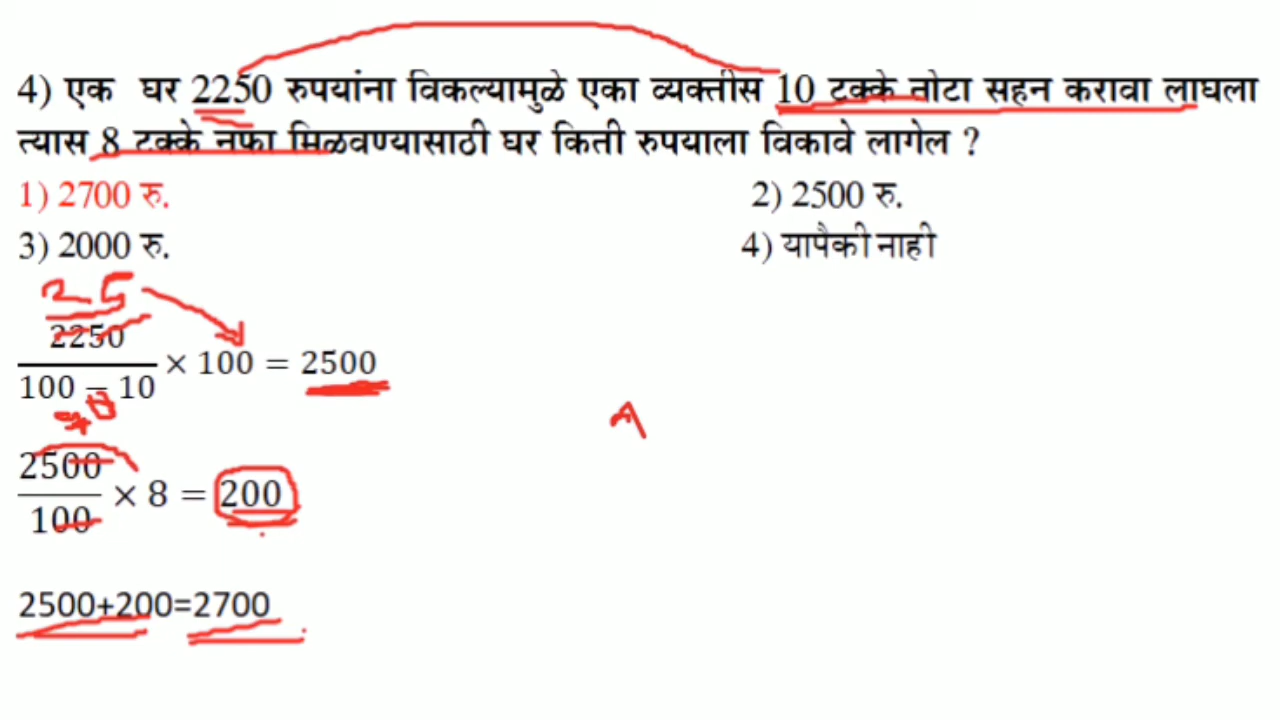 4) एक घर 2250 रुपयांना विकल्यामुळे एका व्यक्तीस 10 टक्के तोटा सहन करावा लागला
त्यास 8 टक्के नफा मिळवण्यासाठी घर किती रुपयाला विकावे लागेल ?
1) 2700 रु. 2) 2500 रु.
3) 2000 रु. 4) यापैकी नाही
25
2250
100 − 10 × 100 = 2500
2500
100 × 8 = 200
2500+200=2700